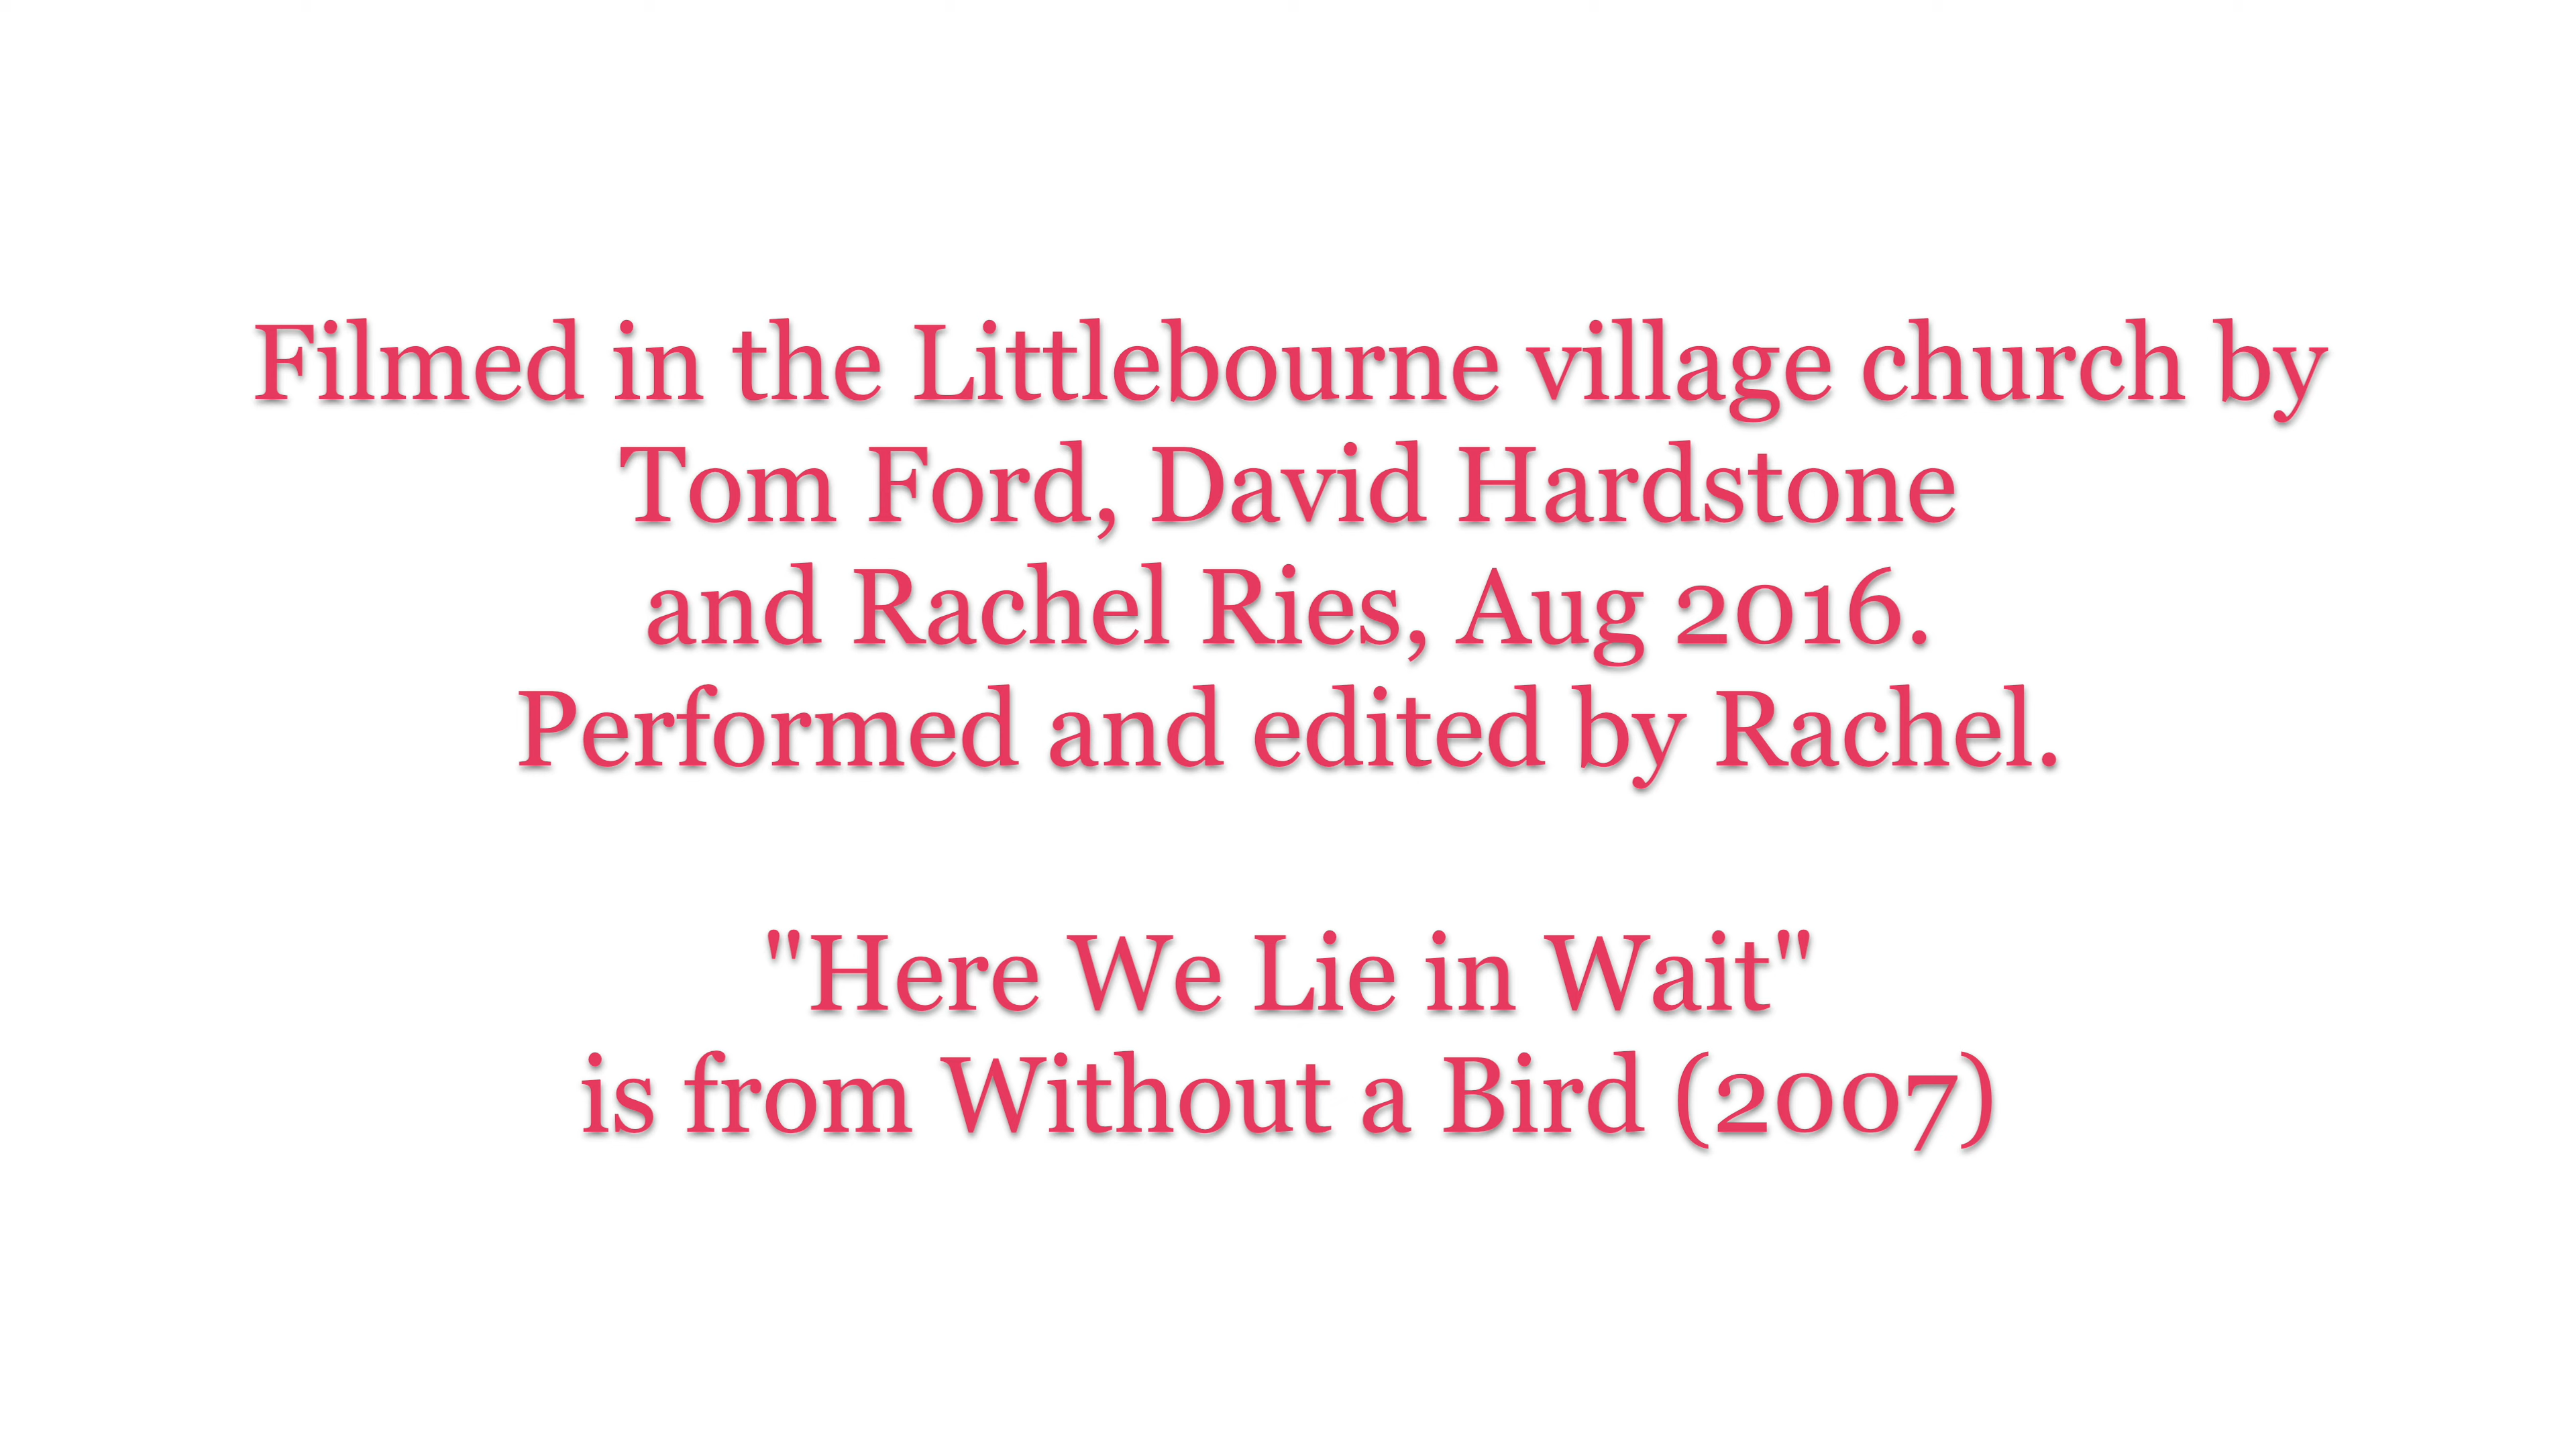 Filmed in the Littlebourne village church by
Tom Ford, David Hardstone
and Rachel Ries, Aug 2016.
Performed and edited by Rachel.
"Here We Lie in Wait"
is from Without a Bird (2007)